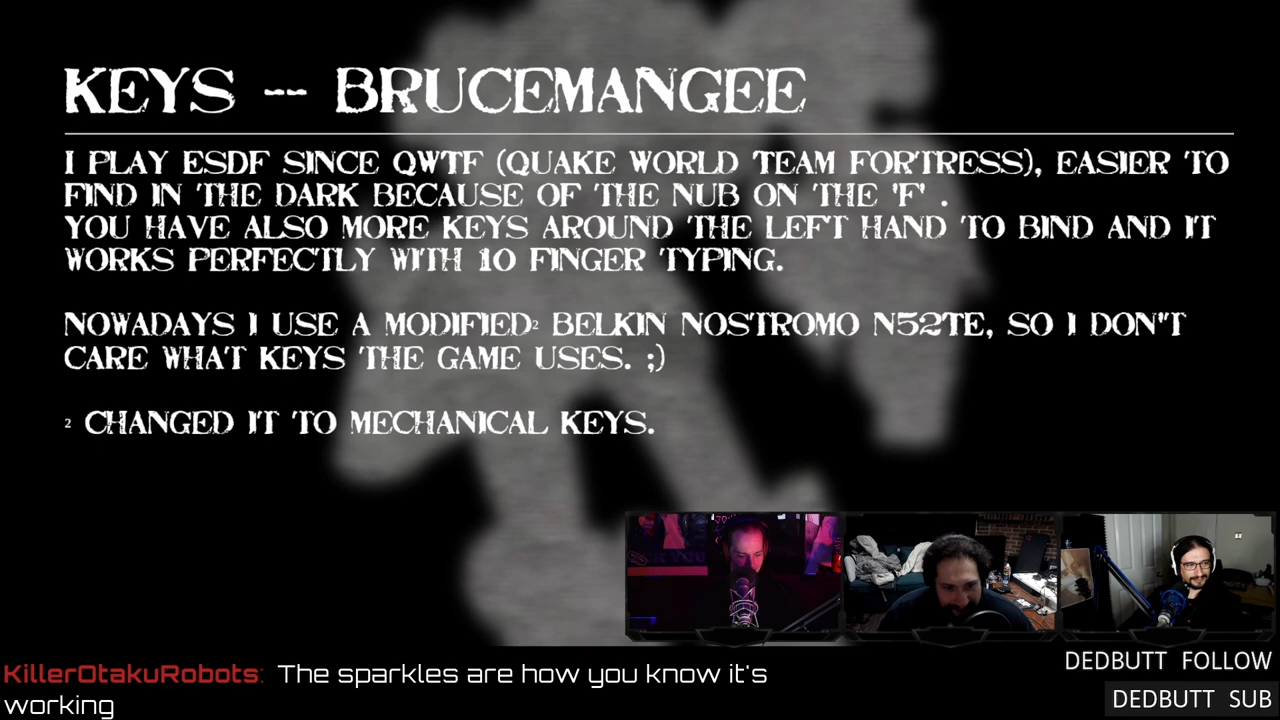 KEYS -- BRUCEMANGEE
I PLAY ESDF SINCE QWTF (QUAKE WORLD TEAM FORTRESS), EASIER TO
FIND IN THE DARK BECAUSE OF THE NUB ON THE 'F' .
YOU HAVE ALSO MORE KEYS AROUND THE LEFT HAND TO BIND AND IT
WORKS PERFECTLY WITH 10 FINGER TYPING.
NOWADAYS I USE A MODIFIED² BELKIN NOSTROMO N52TE, SO I DON'T
CARE WHAT KEYS THE GAME USES. ;)
² CHANGED IT TO MECHANICAL KEYS.
KillerOtakuRobots: The sparkles are how you know it's
working
DEDBUTT FOLLOW
DEDBUTT SUB